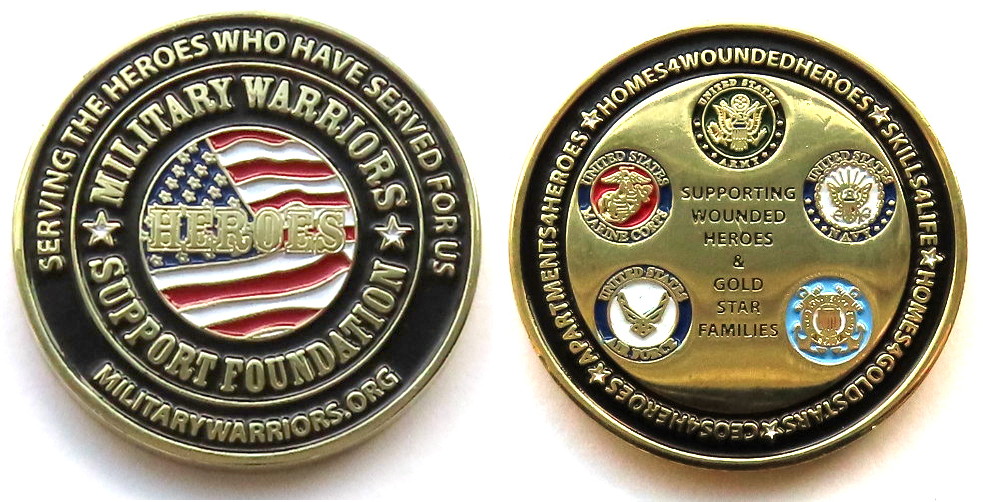 SERVING THE HEROES WHO HAVE SERVED FOR US
MILITARY WARRIORS
HEROES
SUPPORT FOUNDATION
MILITARYWARRIORS.ORG
★HOMES4WOUNDEDHEROES★SKILLS4LIFE★HOMES4GOLDSTARS★CEOS4HEROES★APARTMENTS4HEROES
UNITED STATES
ARMY
UNITED STATES
MARINE CORPS
UNITED STATES
NAVY
SUPPORTING
WOUNDED
HEROES
&
GOLD
STAR
FAMILIES
UNITED STATES
AIR FORCE